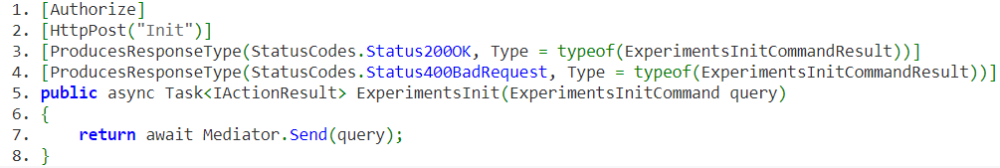 1. [Authorize]
2. [HttpPost("Init")]
3. [ProducesResponseType(StatusCodes.Status200OK, Type = typeof(ExperimentsInitCommandResult))]
4. [ProducesResponseType(StatusCodes.Status400BadRequest, Type = typeof(ExperimentsInitCommandResult))]
5. public async Task<IActionResult> ExperimentsInit(ExperimentsInitCommand query)
6. {
7.     return await Mediator.Send(query);
8. }